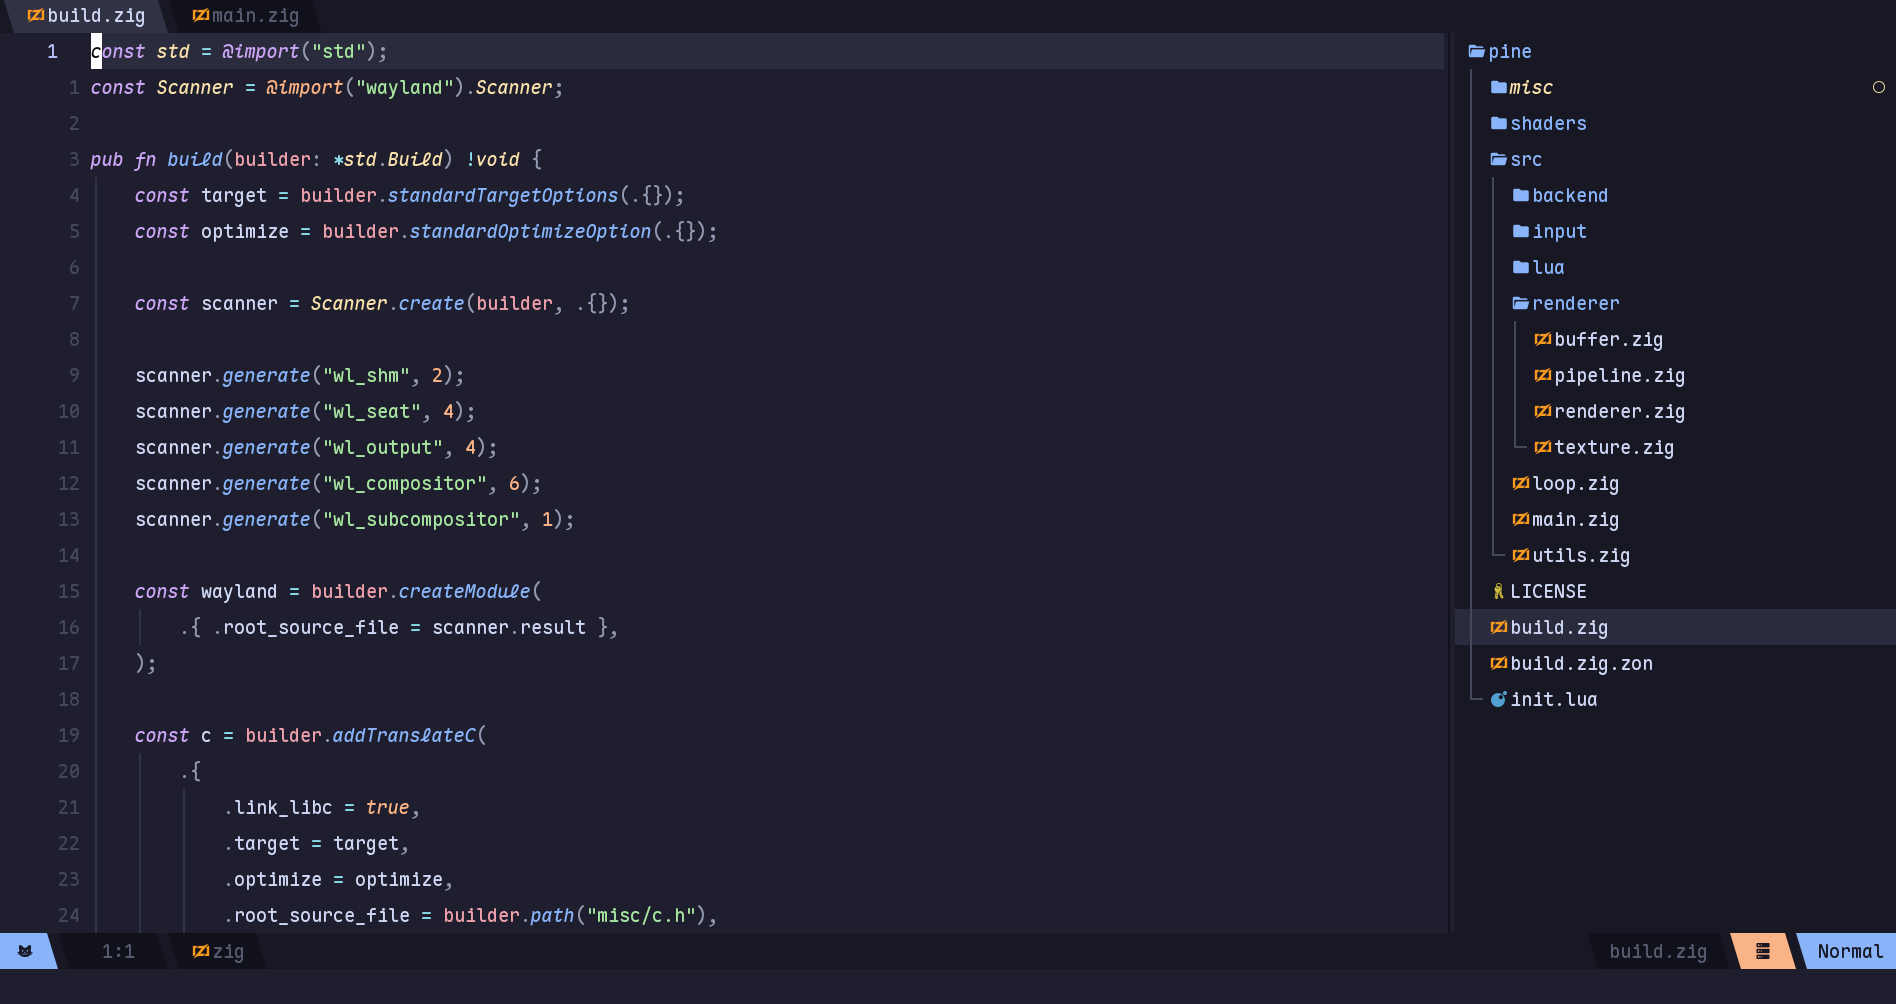 build.zig main.zig
1 const std = @import("std");
1 const Scanner = @import("wayland").Scanner;
2
3 pub fn build(builder: *std.Build) !void {
4     const target = builder.standardTargetOptions(.{});
5     const optimize = builder.standardOptimizeOption(.{});
6
7     const scanner = Scanner.create(builder, .{});
8
9     scanner.generate("wl_shm", 2);
10     scanner.generate("wl_seat", 4);
11     scanner.generate("wl_output", 4);
12     scanner.generate("wl_compositor", 6);
13     scanner.generate("wl_subcompositor", 1);
14
15     const wayland = builder.createModule(
16         .{ .root_source_file = scanner.result },
17     );
18
19     const c = builder.addTranslateC(
20         .{
21             .link_libc = true,
22             .target = target,
23             .optimize = optimize,
24             .root_source_file = builder.path("misc/c.h"),
pine
misc
shaders
src
backend
input
lua
renderer
buffer.zig
pipeline.zig
renderer.zig
texture.zig
loop.zig
main.zig
utils.zig
LICENSE
build.zig
build.zig.zon
init.lua
1:1 zig build.zig Normal